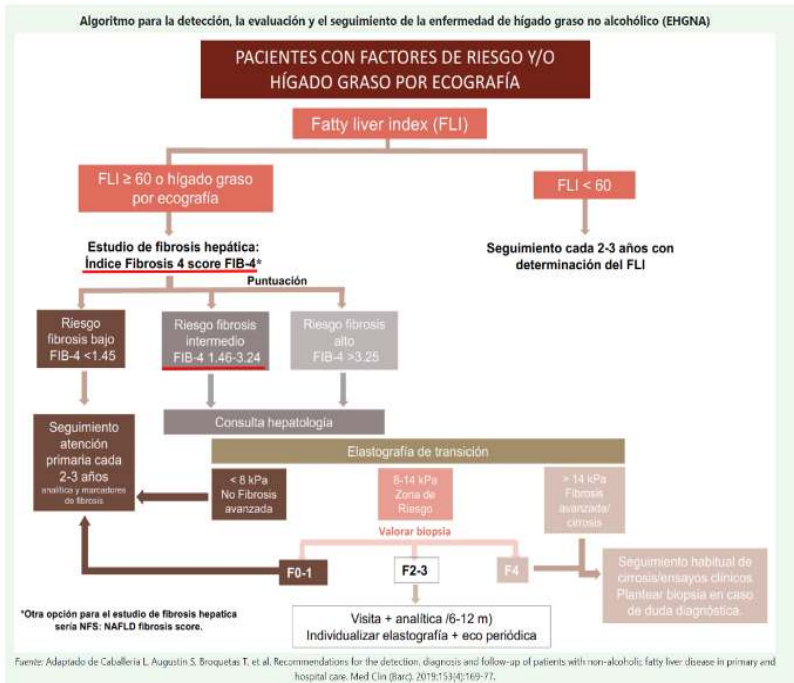 Algoritmo para la detección, la evaluación y el seguimiento de la enfermedad de hígado graso no alcohólico (EHGNA)
PACIENTES CON FACTORES DE RIESGO Y/O
HÍGADO GRASO POR ECOGRAFÍA
Fatty liver index (FLI)
FLI ≥ 60 o hígado graso
por ecografía
FLI < 60
Estudio de fibrosis hepática:
Índice Fibrosis 4 score FIB-4*
Seguimiento cada 2-3 años con
determinación del FLI
Puntuación
Riesgo
fibrosis bajo
FIB-4 <1.45
Riesgo fibrosis
intermedio
FIB-4 1.46-3.24
Riesgo fibrosis
alto
FIB-4 >3.25
Consulta hepatología
Seguimiento
atención
primaria cada
2-3 años
analítica y marcadores
de fibrosis
Elastografía de transición
< 8 kPa
No Fibrosis
avanzada
8-14 kPa
Zona de
Riesgo
> 14 kPa
Fibrosis
avanzada/
cirrosis
Valorar biopsia
F0-1
F2-3
F4
Seguimiento habitual de
cirrosis/ensayos clínicos
Plantear biopsia en caso
de duda diagnóstica.
*Otra opción para el estudio de fibrosis hepatica
sería NFS: NAFLD fibrosis score.
Visita + analítica /6-12 m)
Individualizar elastografía + eco periódica
Fuente: Adaptado de Caballeria L, Augustin S, Broquetas T, et al. Recommendations for the detection, diagnosis and follow-up of patients with non-alcoholic fatty liver disease in primary and
hospital care. Med Clin (Barc). 2019;153(4):169-77.